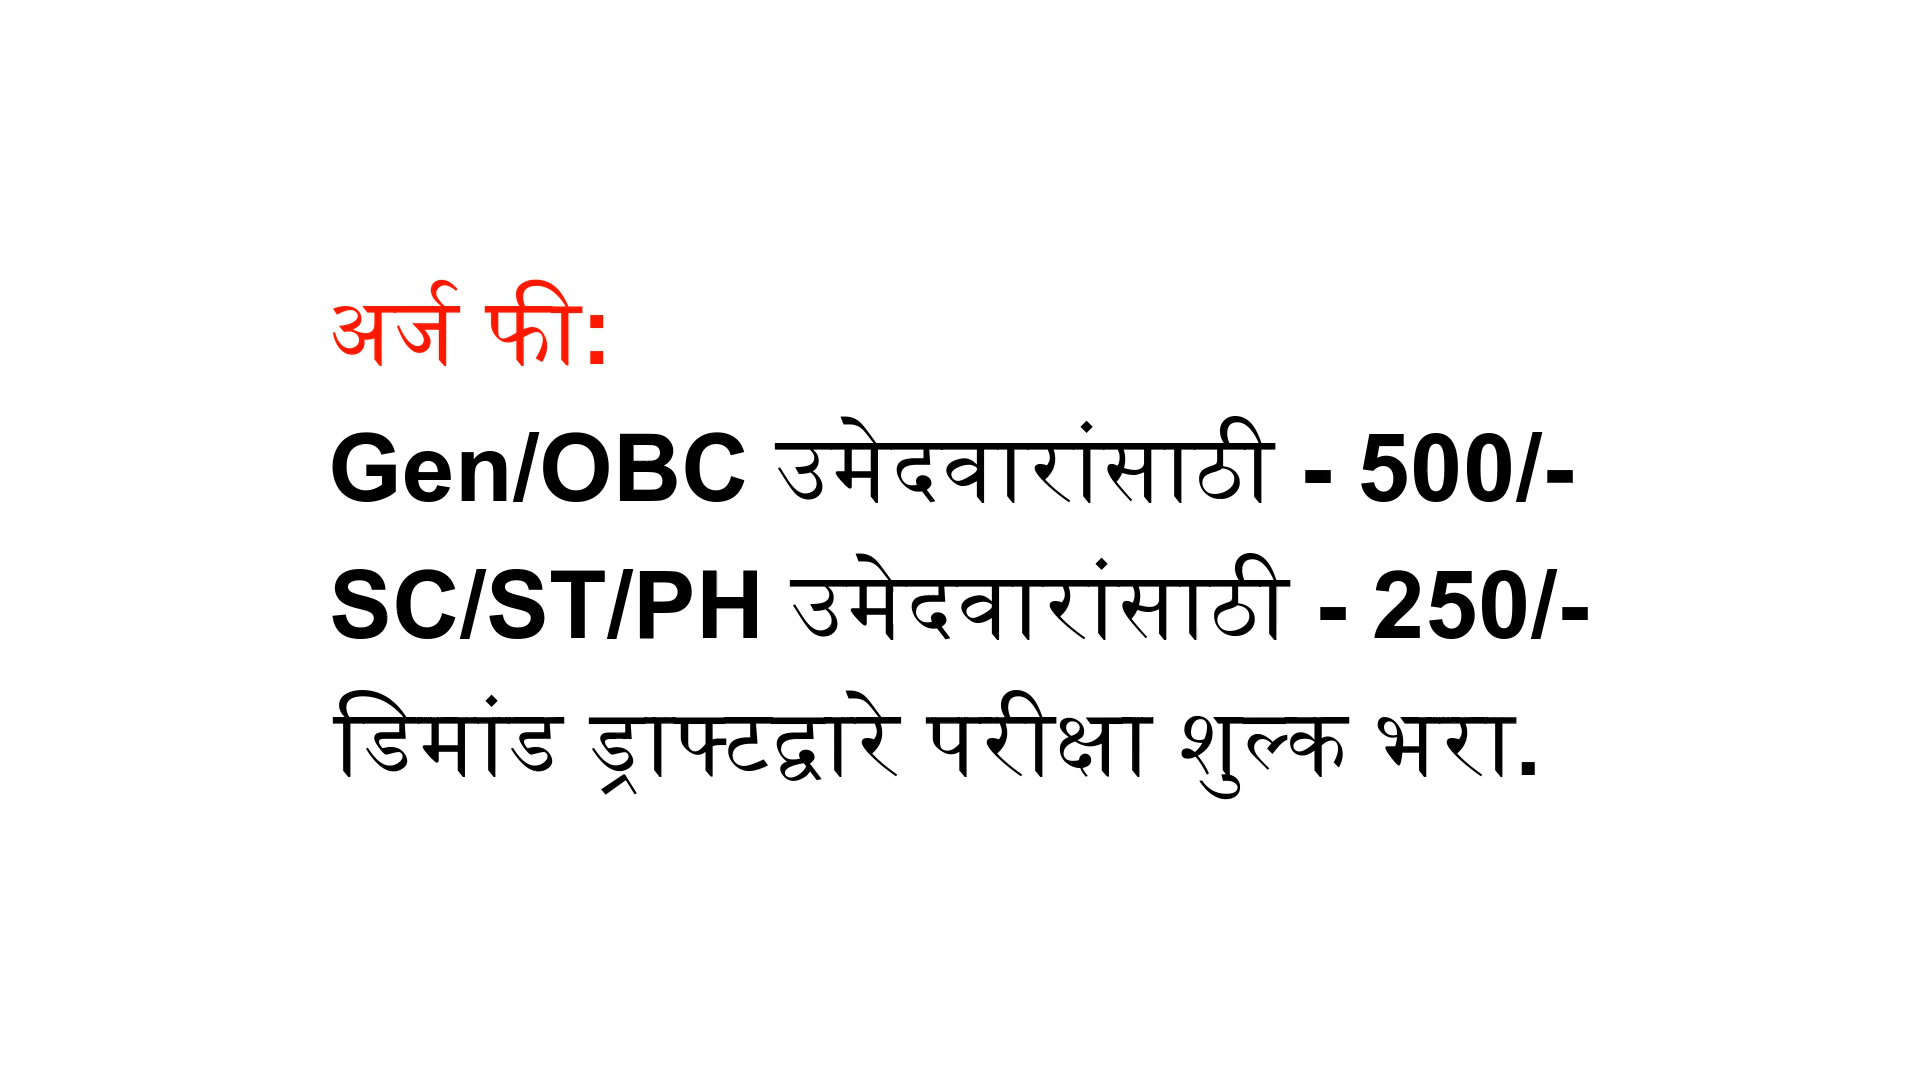 अर्ज फी:
Gen/OBC उमेदवारांसाठी - 500/-
SC/ST/PH उमेदवारांसाठी - 250/-
डिमांड ड्राफ्टद्वारे परीक्षा शुल्क भरा.